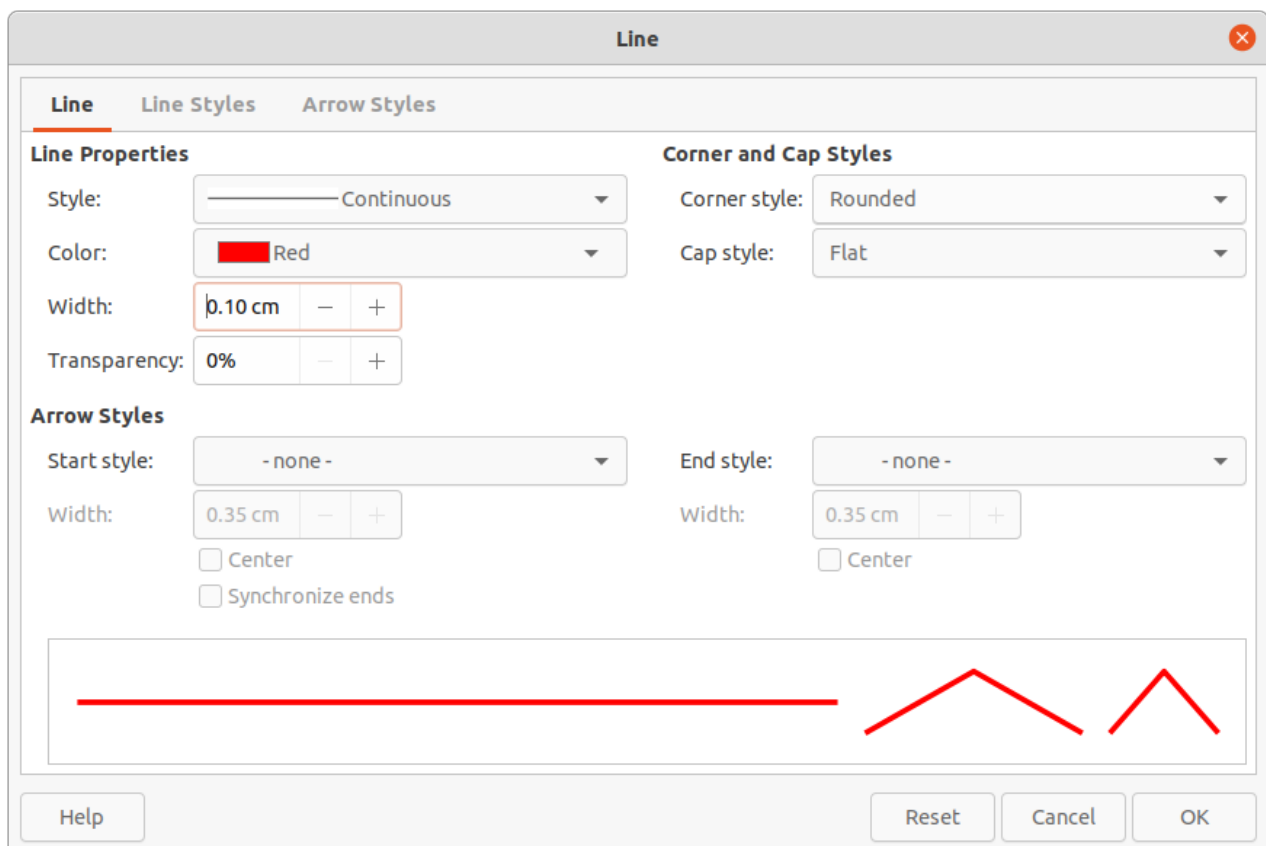 Line
Line Line Styles Arrow Styles
Line Properties
Style: Continuous
Color: Red
Width: 0.10 cm − +
Transparency: 0% − +
Corner and Cap Styles
Corner style: Rounded
Cap style: Flat
Arrow Styles
Start style: - none -
Width: 0.35 cm − +
Center
Synchronize ends
End style: - none -
Width: 0.35 cm − +
Center
Help Reset Cancel OK